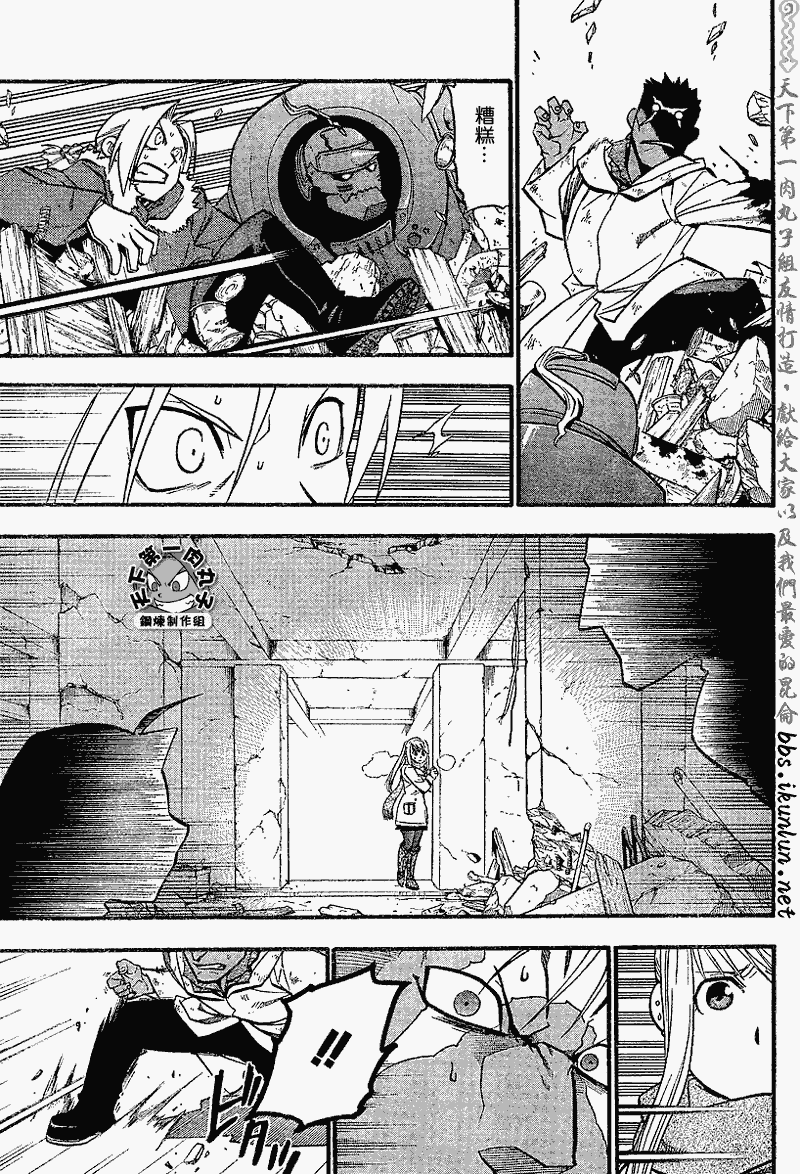 糟糕…
天下第一肉丸子
鋼煉制作組
!!
ビタッ
天下第一肉丸子組友情打造，献給大家以及我們最愛的昆侖 bbs.ikunlun.net